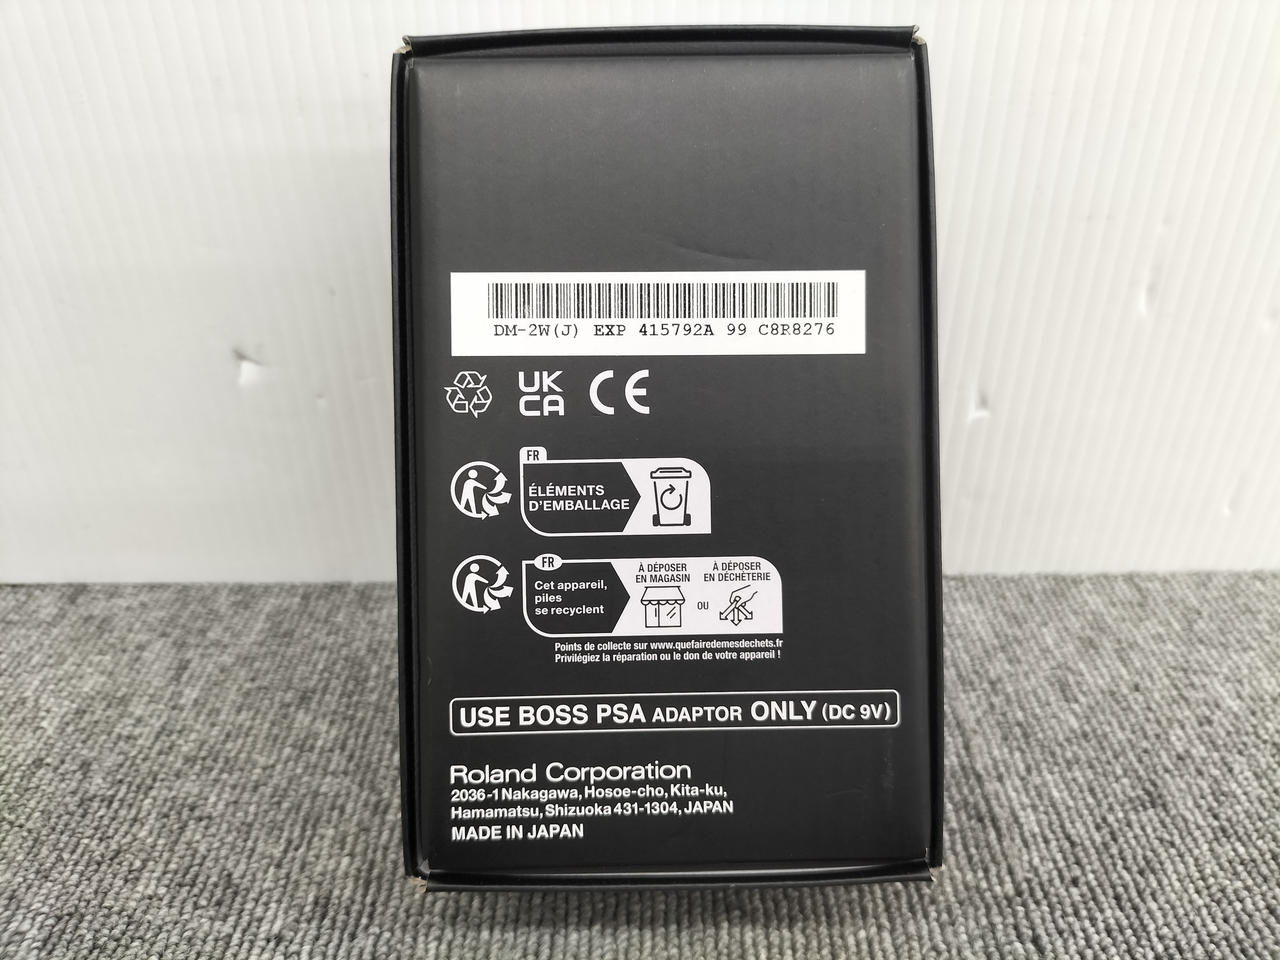 DM-2W(J) EXP 415792A 99 C8R8276
UK
CA
CE
FR
ÉLÉMENTS
D'EMBALLAGE
FR
Cet appareil,
piles
se recyclent
À DÉPOSER
EN MAGASIN
OU
À DÉPOSER
EN DÉCHÈTERIE
Points de collecte sur www.quefairedemesdechets.fr
Privilégiez la réparation ou le don de votre appareil !
USE BOSS PSA ADAPTOR ONLY (DC 9V)
Roland Corporation
2036-1 Nakagawa, Hosoe-cho, Kita-ku,
Hamamatsu, Shizuoka 431-1304, JAPAN
MADE IN JAPAN